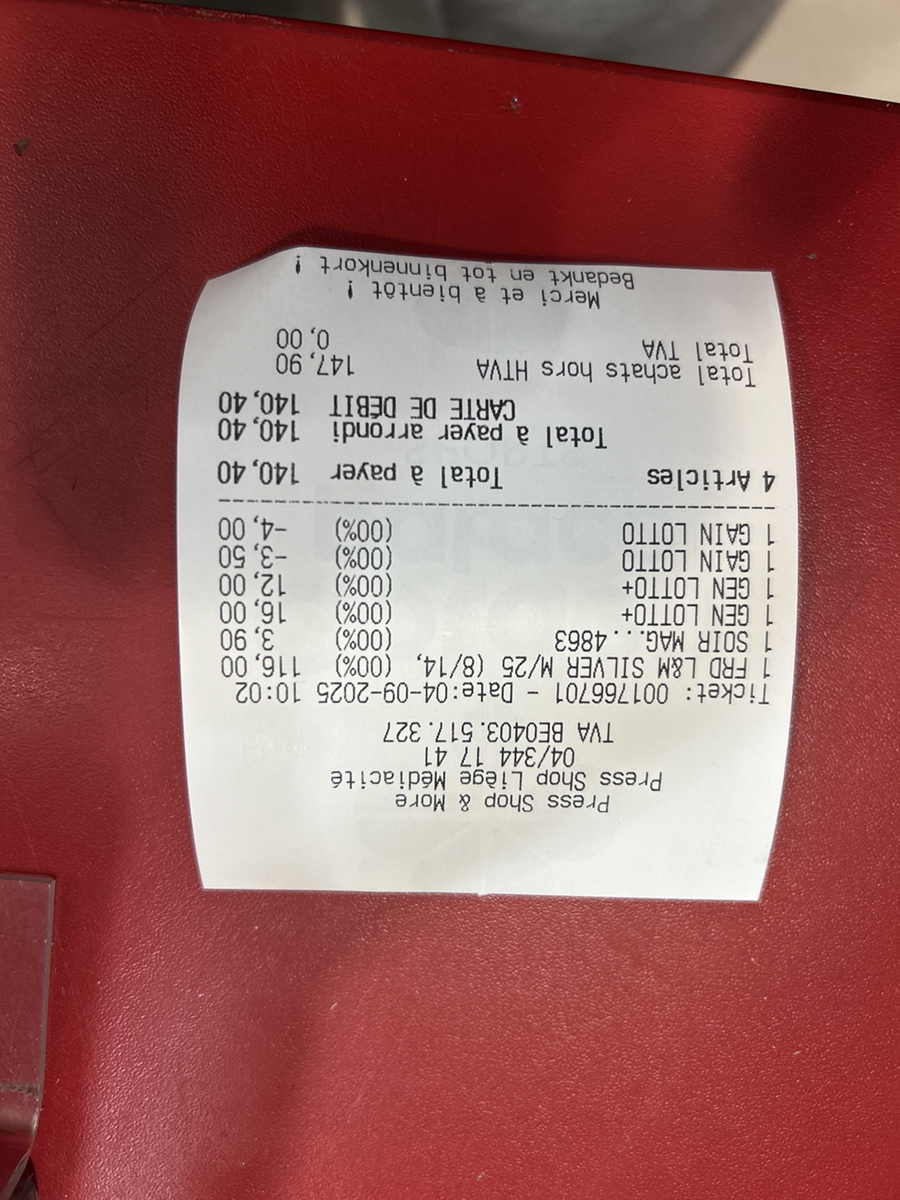 Press Shop & More
Press Shop Liège Médiacité
04/344 17 41
TVA BE0403.517.327
Ticket: 001766701 - Date:04-09-2025 10:02
1 FRD L&M SILVER M/25 (8/14, (00%) 116,00
1 SOIR MAG....4863 (00%) 3,90
1 GEN LOTTO+ (00%) 16,00
1 GEN LOTTO+ (00%) 12,00
1 GAIN LOTTO (00%) -3,50
1 GAIN LOTTO (00%) -4,00
4 Articles Total à payer 140,40
Total à payer arrondi 140,40
CARTE DE DÉBIT 140,40
Total achats hors HTVA 147,90
Total TVA 0,00
Merci et à bientôt !
Bedankt en tot binnenkort !